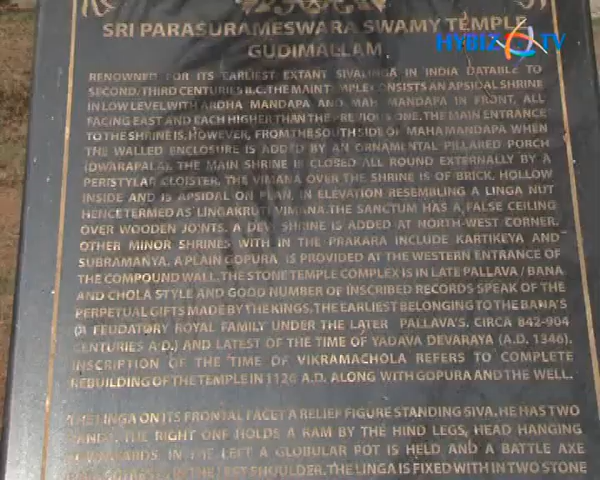 SRI PARASURAMESWARA SWAMY TEMPLE
HYBIZ TV
GUDIMALLAM
RENOWNED FOR ITS EARLIEST EXTANT SIVALINGA IN INDIA DATABLE TO
SECOND/THIRD CENTURIES B.C. THE MAIN TEMPLE CONSISTS AN APSIDAL SHRINE
IN LOW LEVEL WITH ARDHA MANDAPA AND MAHA MANDAPA IN FRONT, ALL
FACING EAST AND EACH HIGHER THAN THE PREVIOUS ONE. THE MAIN ENTRANCE
TO THE SHRINE IS, HOWEVER, FROM THE SOUTH SIDE OF MAHA MANDAPA WHEN
THE WALLED ENCLOSURE IS ADDED BY AN ORNAMENTAL PILLARED PORCH
(DWARAPALA). THE MAIN SHRINE IS CLOSED ALL ROUND EXTERNALLY BY A
PERISTYLAR CLOISTER, THE VIMANA OVER THE SHRINE IS OF BRICK, HOLLOW
INSIDE AND IS APSIDAL ON PLAN, IN ELEVATION RESEMBLING A LINGA NUT
HENCE TERMED AS LINGAKRUTI VIMANA. THE SANCTUM HAS A FALSE CEILING
OVER WOODEN JOINTS. A DEVI SHRINE IS ADDED AT NORTH-WEST CORNER.
OTHER MINOR SHRINES WITH IN THE PRAKARA INCLUDE KARTIKEYA AND
SUBRAMANYA. A PLAIN GOPURA IS PROVIDED AT THE WESTERN ENTRANCE OF
THE COMPOUND WALL. THE STONE TEMPLE COMPLEX IS IN LATE PALLAVA / BANA
AND CHOLA STYLE AND GOOD NUMBER OF INSCRIBED RECORDS SPEAK OF THE
PERPETUAL GIFTS MADE BY THE KINGS, THE EARLIEST BELONGING TO THE BANA'S
(A FEUDATORY ROYAL FAMILY UNDER THE LATER PALLAVA'S, CIRCA 842-904
CENTURIES A.D.) AND LATEST OF THE TIME OF YADAVA DEVARAYA (A.D. 1346).
INSCRIPTION OF THE TIME OF VIKRAMACHOLA REFERS TO COMPLETE
REBUILDING OF THE TEMPLE IN 1126 A.D. ALONG WITH GOPURA AND THE WELL.
THE LINGA ON ITS FRONTAL FACET A RELIEF FIGURE STANDING SIVA. HE HAS TWO
HANDS. THE RIGHT ONE HOLDS A RAM BY THE HIND LEGS, HEAD HANGING
DOWNWARDS. IN THE LEFT A GLOBULAR POT IS HELD AND A BATTLE AXE
THE LEFT SHOULDER. THE LINGA IS FIXED WITH IN TWO STONE